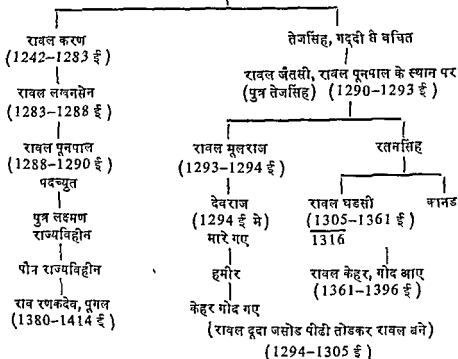 रावल करण
(1242-1283 ई)
रावल लखनसेन
(1283-1288 ई)
रावल पूनपाल
(1288-1290 ई)
पदच्युत
पुत्र लक्ष्मण
राज्यविहीन
पौत्र राज्यविहीन
राव रणकदेव, पूगल
(1380-1414 ई)
तेजसिंह, गद्दी से वचित
रावल जैतसी, रावल पूनपाल के स्थान पर
(पुत्र तेजसिंह) (1290-1293 ई)
रावल मूलराज
(1293-1294 ई)
देवराज
(1294 ई मे)
मारे गए
हमीर
केहर गोद गए
रतनसिंह
रावल घडसी
(1305-1361 ई)
1316
रावल केहर, गोद आए
(1361-1396 ई)
कानड
(रावल दूदा जसोड पीढी तोडकर रावल बने)
(1294-1305 ई)